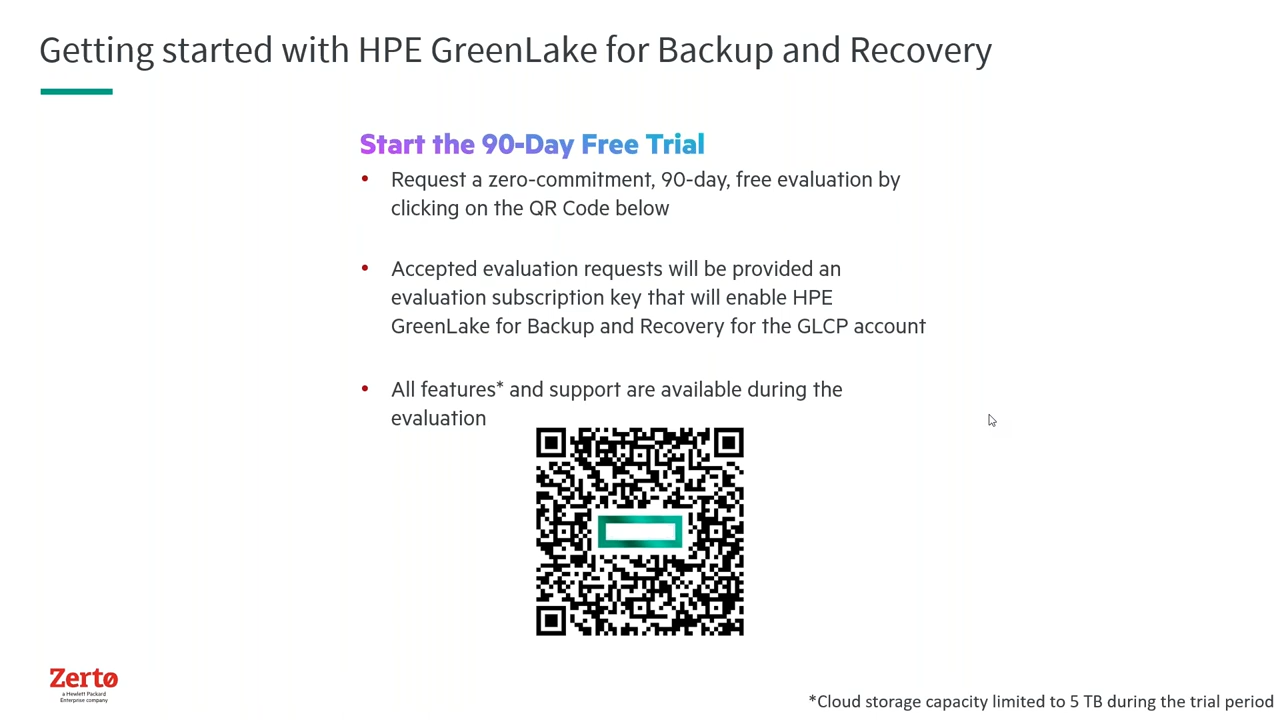 Getting started with HPE GreenLake for Backup and Recovery
Start the 90-Day Free Trial
• Request a zero-commitment, 90-day, free evaluation by
clicking on the QR Code below
• Accepted evaluation requests will be provided an
evaluation subscription key that will enable HPE
GreenLake for Backup and Recovery for the GLCP account
• All features* and support are available during the
evaluation
Zerto
a Hewlett Packard
Enterprise company
*Cloud storage capacity limited to 5 TB during the trial period